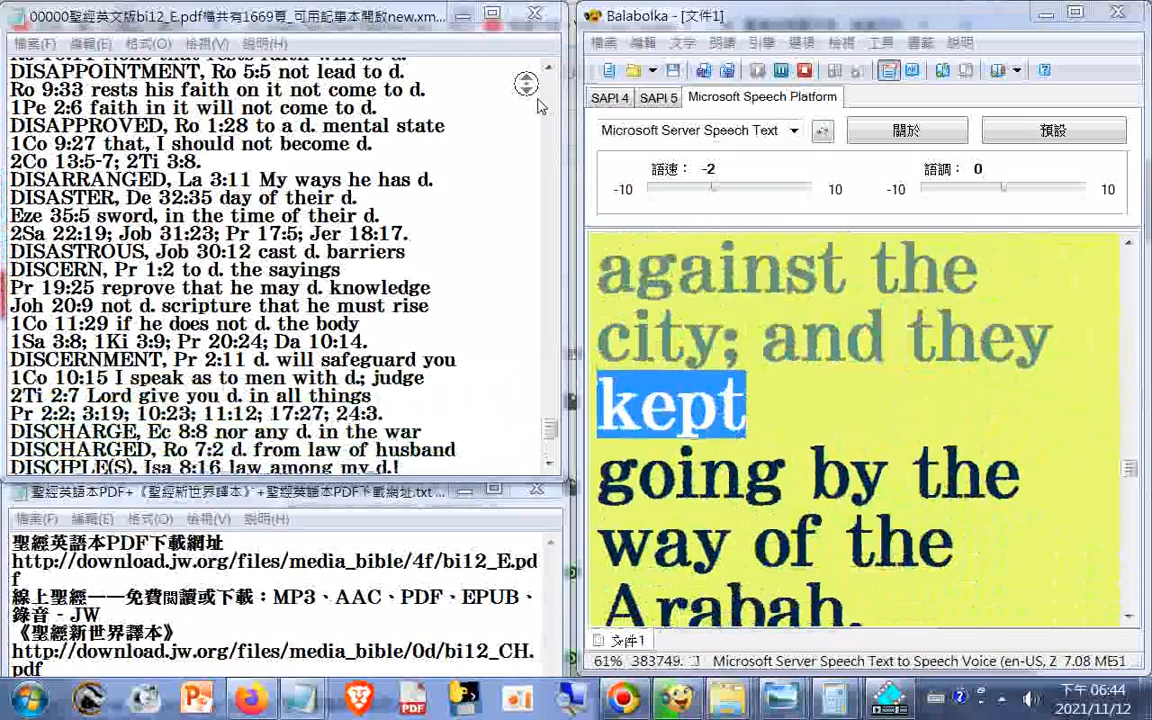 00000聖經英文版bi12_E.pdf檔共有1669頁_可用記事本開啟new.xm...
檔案(F) 編輯(E) 格式(O) 檢視(V) 說明(H)
DISAPPOINTMENT, Ro 5:5 not lead to d.
Ro 9:33 rests his faith on it not come to d.
1Pe 2:6 faith in it will not come to d.
DISAPPROVED, Ro 1:28 to a d. mental state
1Co 9:27 that, I should not become d.
2Co 13:5-7; 2Ti 3:8.
DISARRANGED, La 3:11 My ways he has d.
DISASTER, De 32:35 day of their d.
Eze 35:5 sword, in the time of their d.
2Sa 22:19; Job 31:23; Pr 17:5; Jer 18:17.
DISASTROUS, Job 30:12 cast d. barriers
DISCERN, Pr 1:2 to d. the sayings
Pr 19:25 reprove that he may d. knowledge
Joh 20:9 not d. scripture that he must rise
1Co 11:29 if he does not d. the body
1Sa 3:8; 1Ki 3:9; Pr 20:24; Da 10:14.
DISCERNMENT, Pr 2:11 d. will safeguard you
1Co 10:15 I speak as to men with d.; judge
2Ti 2:7 Lord give you d. in all things
Pr 2:2; 3:19; 10:23; 11:12; 17:27; 24:3.
DISCHARGE, Ec 8:8 nor any d. in the war
DISCHARGED, Ro 7:2 d. from law of husband
DISCIPLE(S), Isa 8:16 law among my d.!
聖經英語本PDF+《聖經新世界譯本》+聖經英語本PDF下載網址.txt ...
檔案(F) 編輯(E) 格式(O) 檢視(V) 說明(H)
聖經英語本PDF下載網址
http://download.jw.org/files/media_bible/4f/bi12_E.pd
f
線上聖經——免費閱讀或下載：MP3、AAC、PDF、EPUB、
錄音 - JW
《聖經新世界譯本》
http://download.jw.org/files/media_bible/0d/bi12_CH.
pdf
Balabolka - [文件1]
檔案 編輯 文字 朗讀 引擎 選項 檢視 工具 書籤 說明
SAPI 4 SAPI 5 Microsoft Speech Platform
Microsoft Server Speech Text 關於 預設
語速： -2 語調： 0
-10 10 -10 10
against the
city; and they
kept
going by the
way of the
Arabah.
文件1
61% 383749. Microsoft Server Speech Text to Speech Voice (en-US, Z 7.08 ME51
下午 06:44
2021/11/12